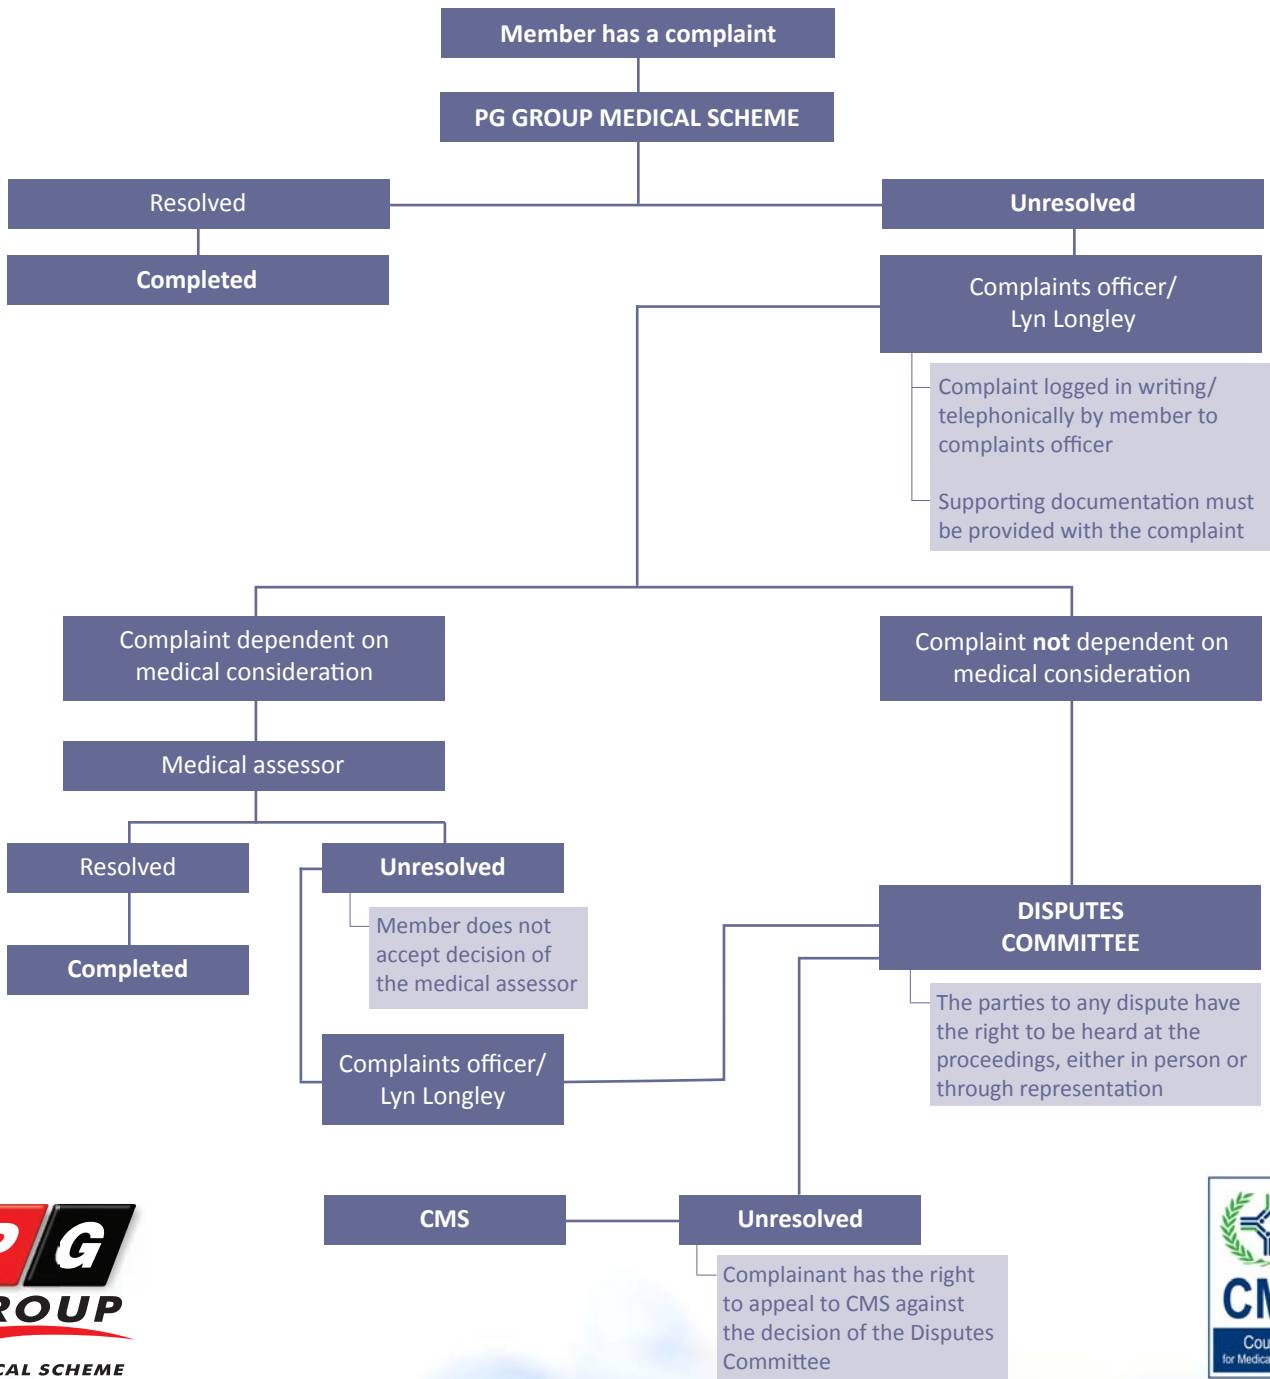 Member has a complaint
PG GROUP MEDICAL SCHEME
Resolved
Unresolved
Completed
Complaints officer/
Lyn Longley
Complaint logged in writing/
telephonically by member to
complaints officer
Supporting documentation must
be provided with the complaint
Complaint dependent on
medical consideration
Complaint not dependent on
medical consideration
Medical assessor
Resolved
Unresolved
Completed
Member does not
accept decision of
the medical assessor
Complaints officer/
Lyn Longley
DISPUTES
COMMITTEE
The parties to any dispute have
the right to be heard at the
proceedings, either in person or
through representation
CMS
Unresolved
Complainant has the right
to appeal to CMS against
the decision of the Disputes
Committee
PG
ROUP
CAL SCHEME
CM
Cou
for Medica